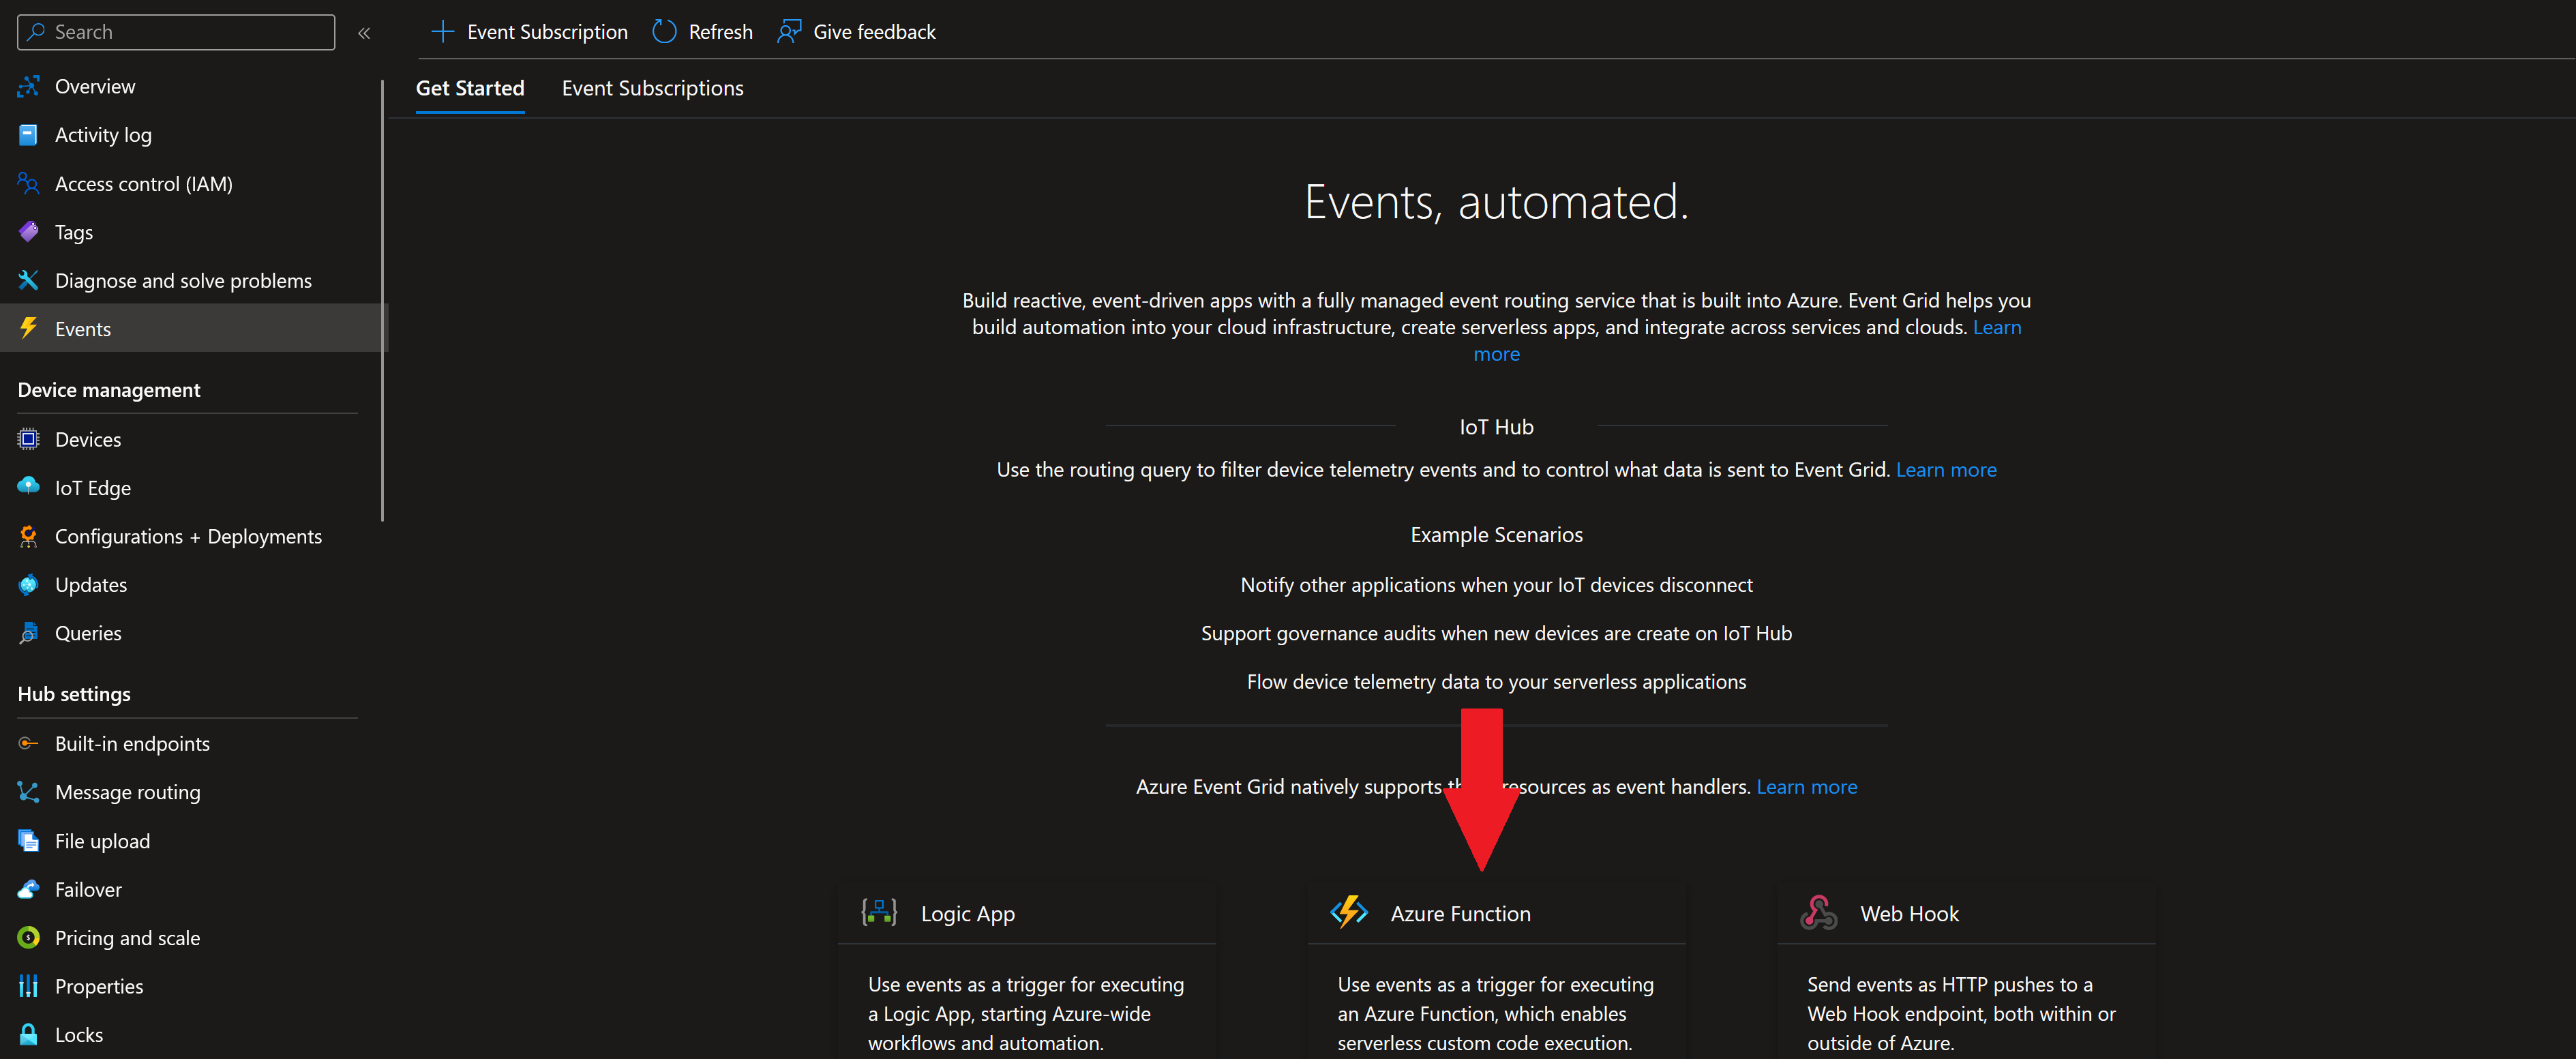 Search
Overview
Activity log
Access control (IAM)
Tags
Diagnose and solve problems
Events
Device management
Devices
IoT Edge
Configurations + Deployments
Updates
Queries
Hub settings
Built-in endpoints
Message routing
File upload
Failover
Pricing and scale
Properties
Locks
Event Subscription
Refresh
Give feedback
Get Started
Event Subscriptions
Events, automated.
Build reactive, event-driven apps with a fully managed event routing service that is built into Azure. Event Grid helps you
build automation into your cloud infrastructure, create serverless apps, and integrate across services and clouds. Learn
more
IoT Hub
Use the routing query to filter device telemetry events and to control what data is sent to Event Grid. Learn more
Example Scenarios
Notify other applications when your IoT devices disconnect
Support governance audits when new devices are create on IoT Hub
Flow device telemetry data to your serverless applications
Azure Event Grid natively supports as event handlers. Learn more
Logic App
Use events as a trigger for executing
a Logic App, starting Azure-wide
workflows and automation.
Azure Function
Use events as a trigger for executing
an Azure Function, which enables
serverless custom code execution.
Web Hook
Send events as HTTP pushes to a
Web Hook endpoint, both within or
outside of Azure.